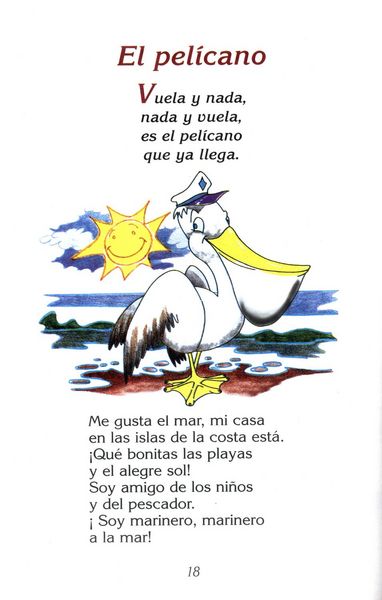 El pelícano
Vuela y nada,
nada y vuela,
es el pelícano
que ya llega.
Me gusta el mar, mi casa
en las islas de la costa está.
¡Qué bonitas las playas
y el alegre sol!
Soy amigo de los niños
y del pescador.
¡ Soy marinero, marinero
a la mar!
18